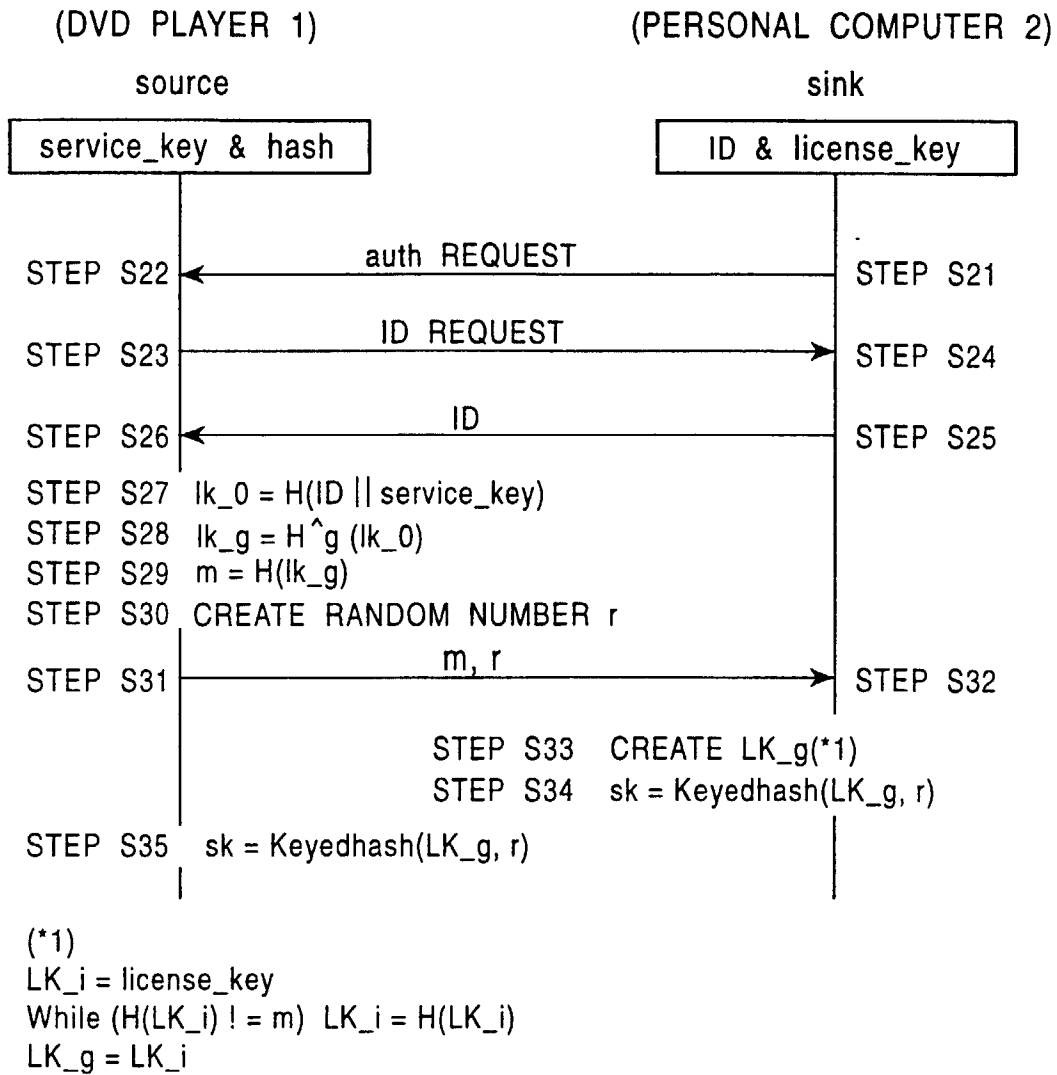 (DVD PLAYER 1) (PERSONAL COMPUTER 2)
source sink
service_key & hash ID & license_key
auth REQUEST
STEP S22 STEP S21
ID REQUEST
STEP S23 STEP S24
ID
STEP S26 STEP S25
STEP S27 lk_0 = H(ID || service_key)
STEP S28 lk_g = H^g (lk_0)
STEP S29 m = H(lk_g)
STEP S30 CREATE RANDOM NUMBER r
m, r
STEP S31 STEP S32
STEP S33 CREATE LK_g(*1)
STEP S34 sk = Keyedhash(LK_g, r)
STEP S35 sk = Keyedhash(LK_g, r)
(*1)
LK_i = license_key
While (H(LK_i) ! = m) LK_i = H(LK_i)
LK_g = LK_i